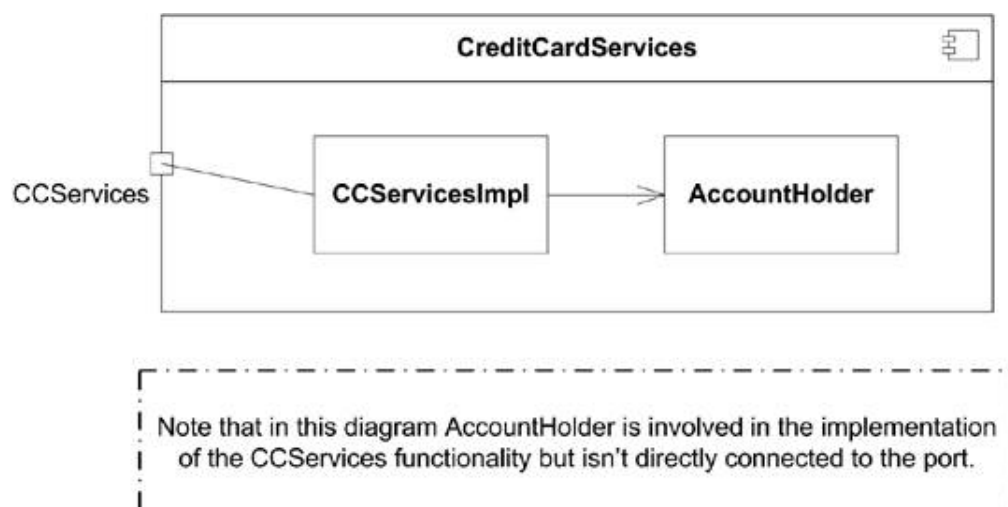 CreditCardServices
CCServices
CCServicesImpl
AccountHolder
Note that in this diagram AccountHolder is involved in the implementation
of the CCServices functionality but isn't directly connected to the port.